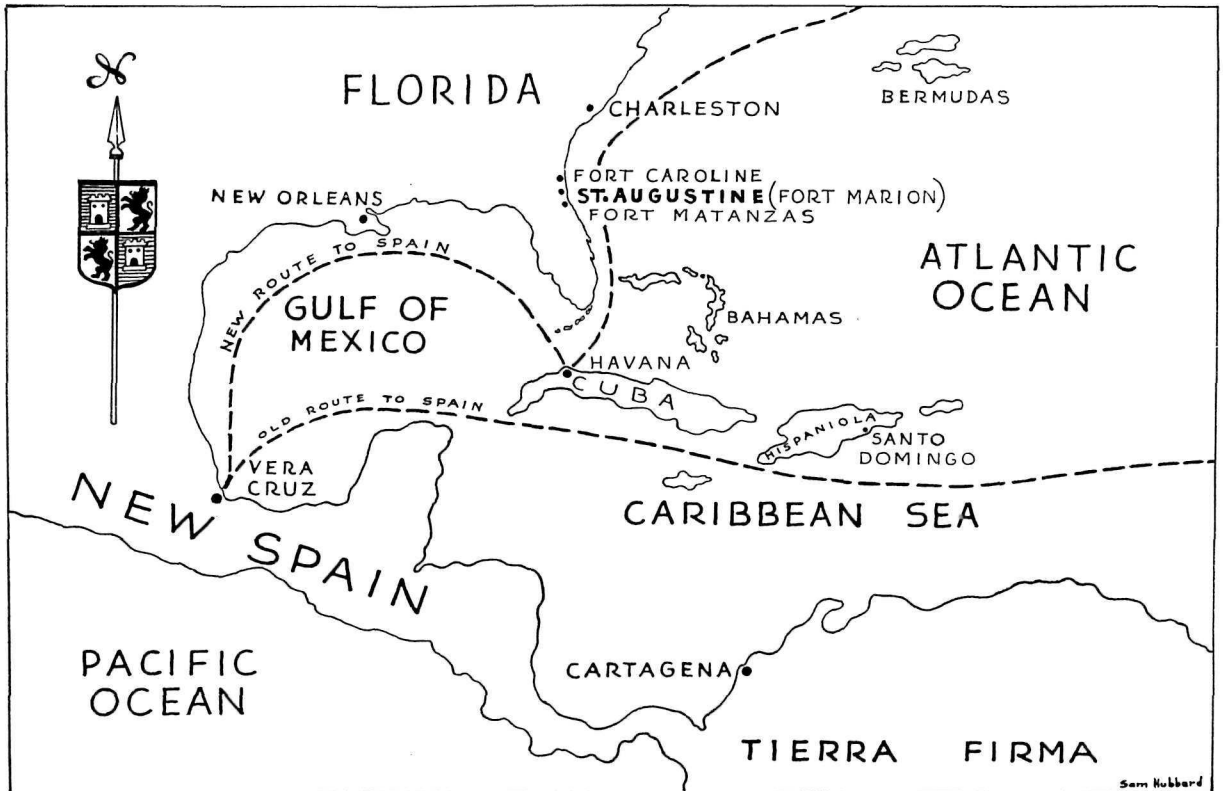 N
FLORIDA
BERMUDAS
CHARLESTON
FORT CAROLINE
ST. AUGUSTINE (FORT MARION)
FORT MATANZAS
NEW ORLEANS
NEW ROUTE TO SPAIN
GULF OF
MEXICO
ATLANTIC
OCEAN
BAHAMAS
HAVANA
CUBA
OLD ROUTE TO SPAIN
HISPANIOLA
SANTO
DOMINGO
VERA
CRUZ
NEW SPAIN
CARIBBEAN SEA
PACIFIC
OCEAN
CARTAGENA
TIERRA FIRMA
Sam Hubbard